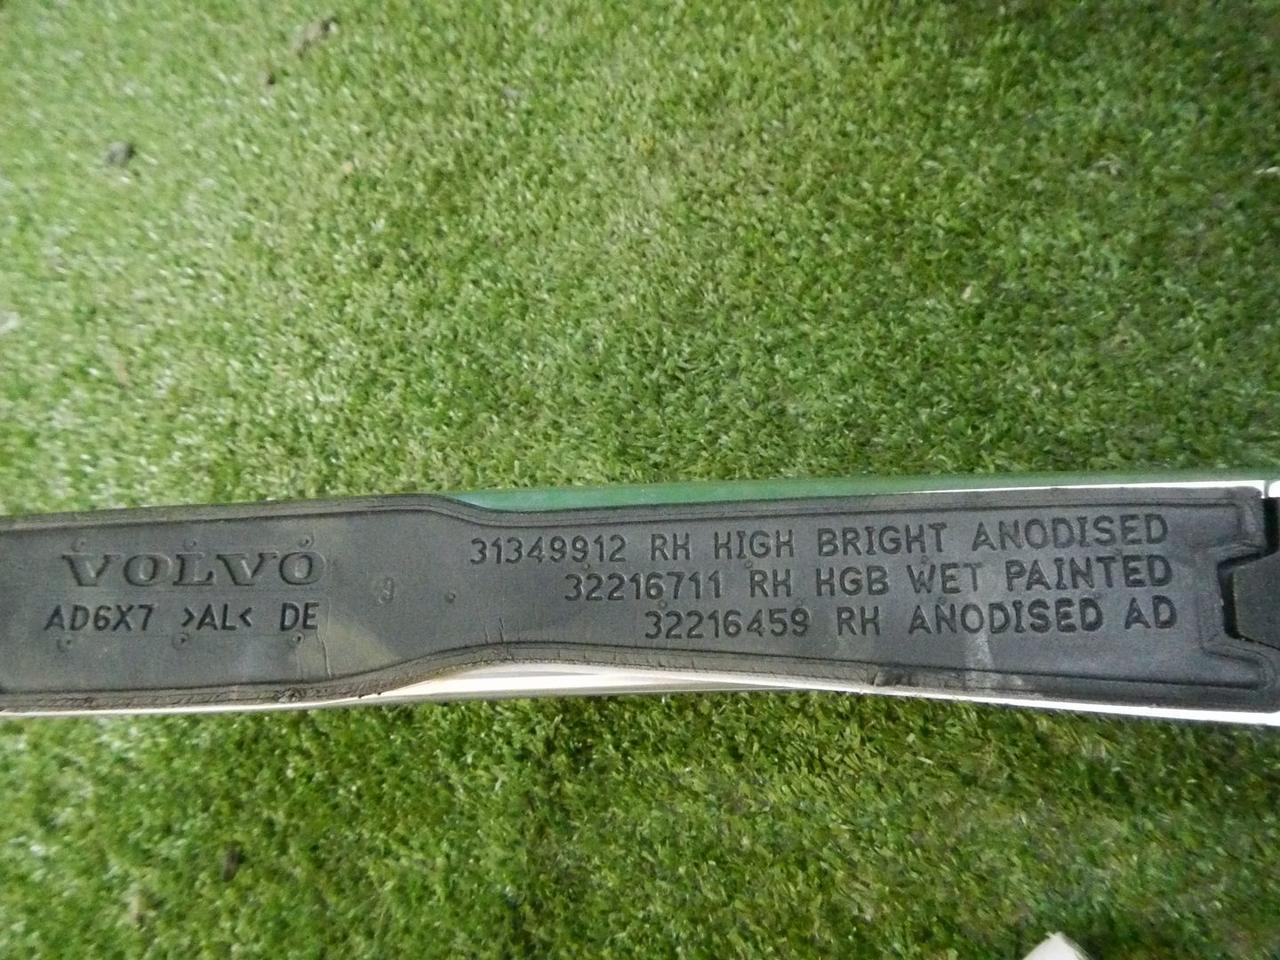 VOLVO
AD6X7 >AL< DE
31349912 RH HIGH BRIGHT ANODISED
32216711 RH HGB WET PAINTED
32216459 RH ANODISED AD